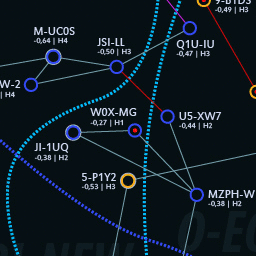 9-BYDS
-0,49 | H3
M-UC0S
-0,64 | H4
JSI-LL
-0,50 | H3
Q1U-IU
-0,47 | H3
W-2
| H4
W0X-MG
-0,27 | H1
U5-XW7
-0,44 | H2
JI-1UQ
-0,38 | H2
5-P1Y2
-0,53 | H3
MZPH-W
-0,38 | H2